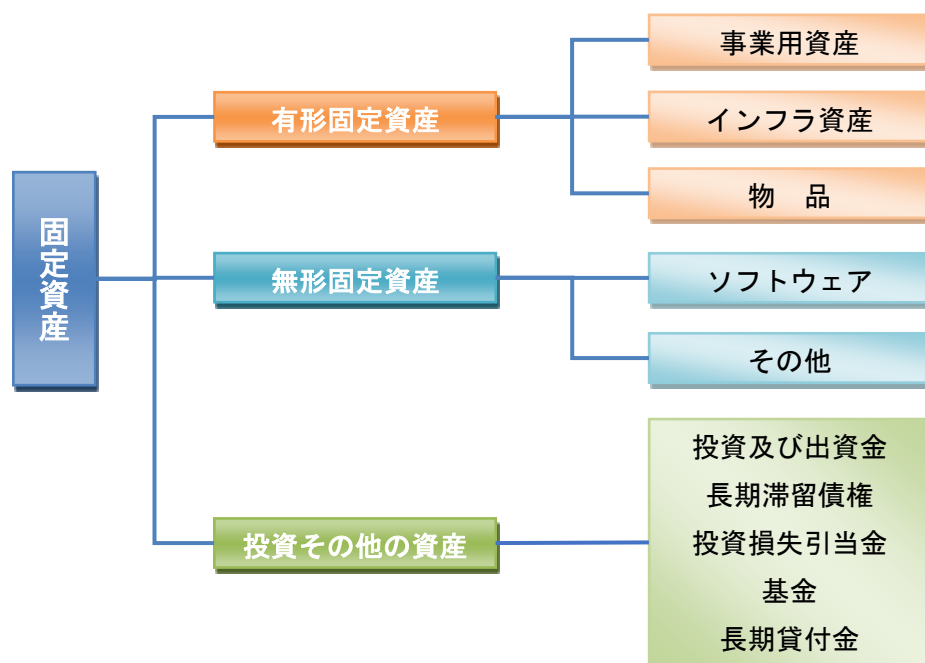 固定資産
有形固定資産
事業用資産
インフラ資産
物　品
無形固定資産
ソフトウェア
その他
投資その他の資産
投資及び出資金
長期滞留債権
投資損失引当金
基金
長期貸付金